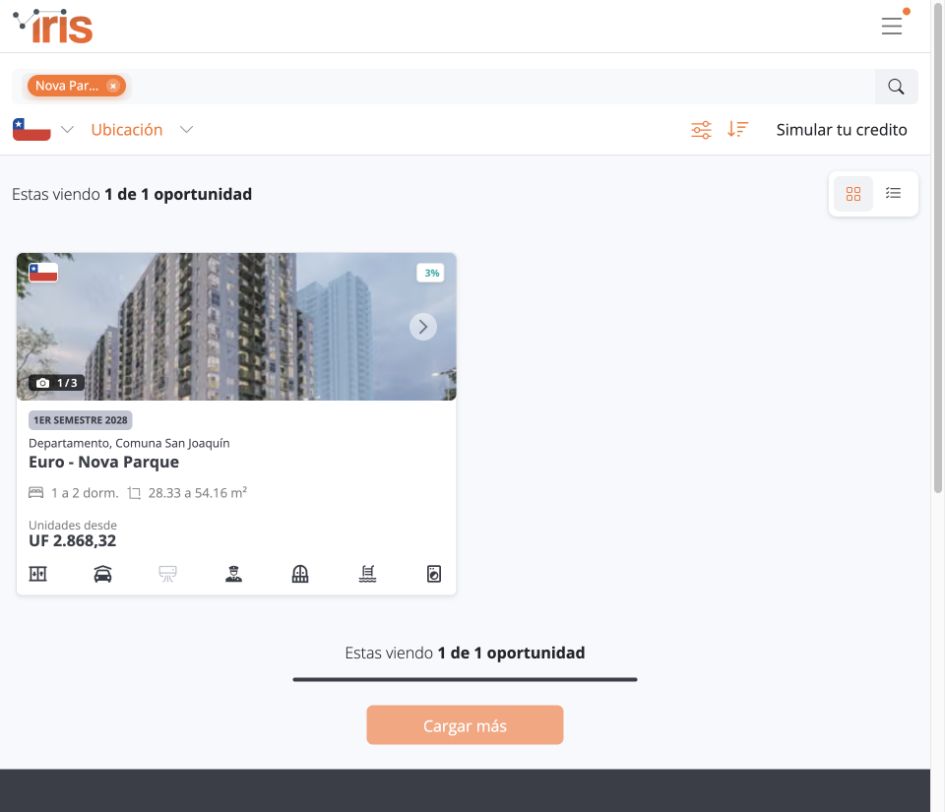 iris
Nova Par...
Ubicación
Simular tu credito
Estas viendo 1 de 1 oportunidad
3%
1/3
1ER SEMESTRE 2028
Departamento, Comuna San Joaquín
Euro - Nova Parque
1 a 2 dorm. 28.33 a 54.16 m²
Unidades desde
UF 2.868,32
Estas viendo 1 de 1 oportunidad
Cargar más